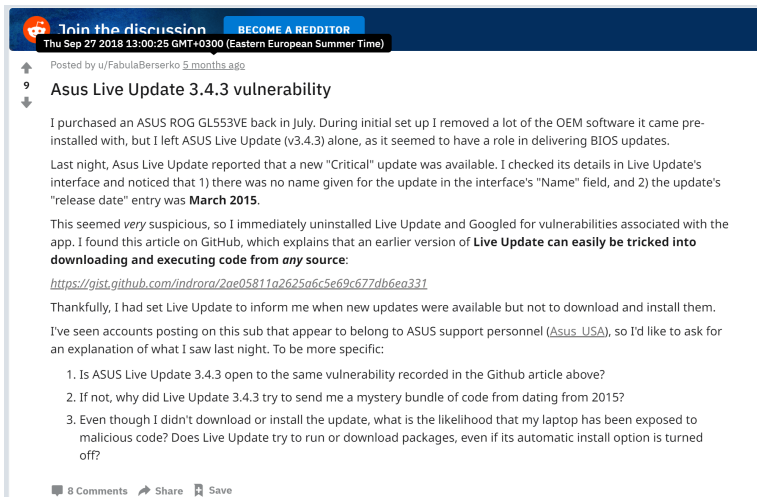 Join the discussion BECOME A REDDITOR
Thu Sep 27 2018 13:00:25 GMT+0300 (Eastern European Summer Time)
Posted by u/FabulaBerserko 5 months ago
9
Asus Live Update 3.4.3 vulnerability
I purchased an ASUS ROG GL553VE back in July. During initial set up I removed a lot of the OEM software it came pre-
installed with, but I left ASUS Live Update (v3.4.3) alone, as it seemed to have a role in delivering BIOS updates.
Last night, Asus Live Update reported that a new "Critical" update was available. I checked its details in Live Update's
interface and noticed that 1) there was no name given for the update in the interface's "Name" field, and 2) the update's
"release date" entry was March 2015.
This seemed very suspicious, so I immediately uninstalled Live Update and Googled for vulnerabilities associated with the
app. I found this article on GitHub, which explains that an earlier version of Live Update can easily be tricked into
downloading and executing code from any source:
https://gist.github.com/indrora/2ae05811a2625a6c5e69c677db6ea331
Thankfully, I had set Live Update to inform me when new updates were available but not to download and install them.
I've seen accounts posting on this sub that appear to belong to ASUS support personnel (Asus_USA), so I'd like to ask for
an explanation of what I saw last night. To be more specific:
1. Is ASUS Live Update 3.4.3 open to the same vulnerability recorded in the Github article above?
2. If not, why did Live Update 3.4.3 try to send me a mystery bundle of code from dating from 2015?
3. Even though I didn't download or install the update, what is the likelihood that my laptop has been exposed to
malicious code? Does Live Update try to run or download packages, even if its automatic install option is turned
off?
8 Comments Share Save